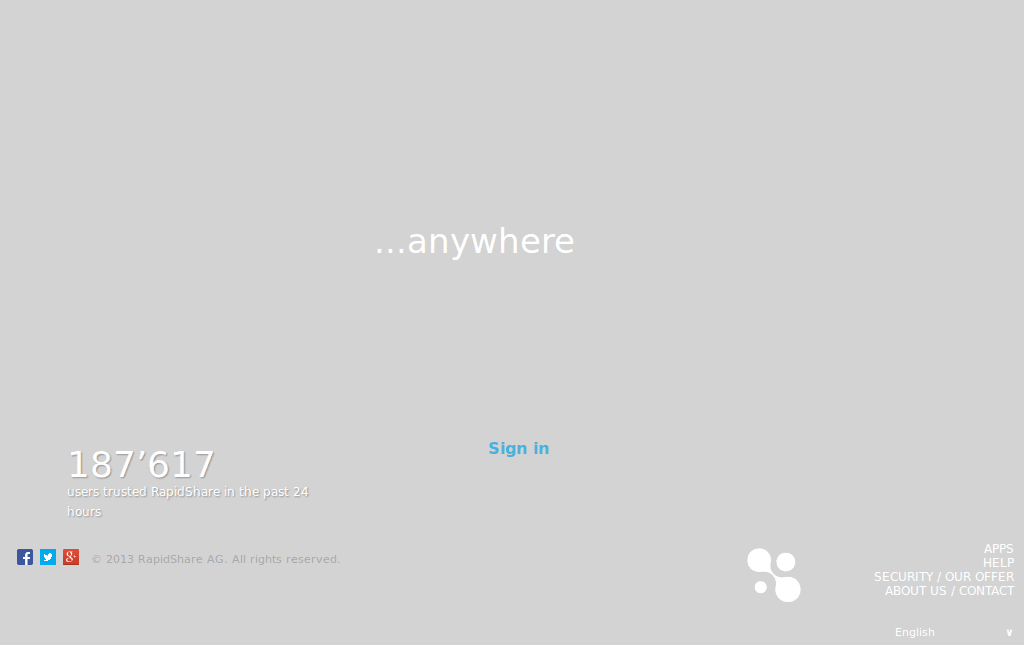 ...anywhere
Sign in
187’617
users trusted RapidShare in the past 24
hours
© 2013 RapidShare AG. All rights reserved.
APPS
HELP
SECURITY / OUR OFFER
ABOUT US / CONTACT
English